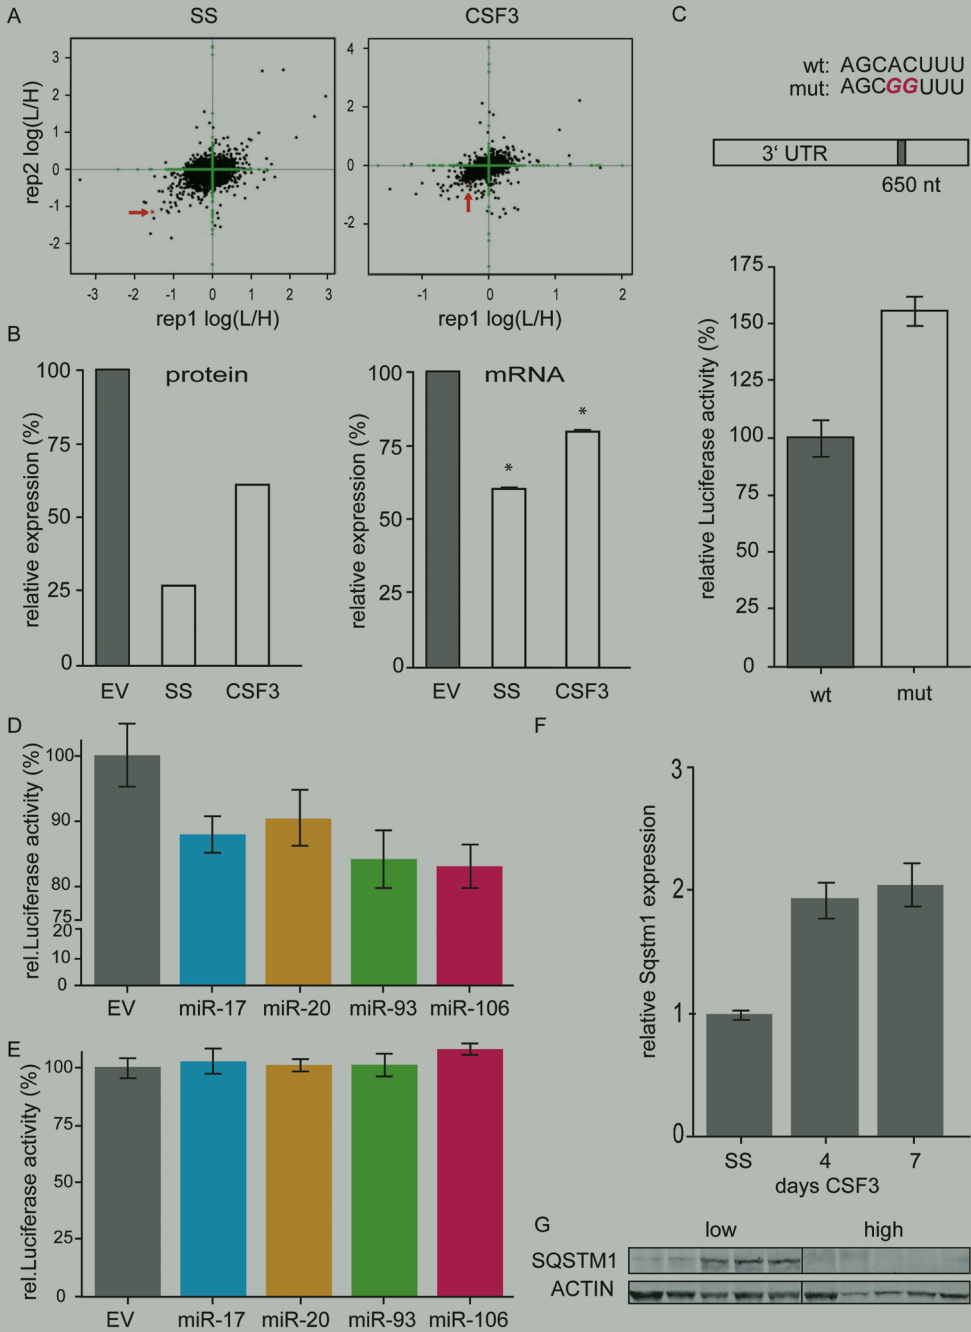 A
SS
CSF3
rep2 log(L/H)
3
2
1
0
-1
-2
-3 -2 -1 0 1 2 3
rep1 log(L/H)
4
2
0
-2
-1 0 1 2
rep1 log(L/H)
B
protein
relative expression (%)
100
75
50
25
0
EV SS CSF3
mRNA
relative expression (%)
100
75
50
25
0
* *
EV SS CSF3
C
wt: AGCACUUU
mut: AGCGGUUU
3‘ UTR
650 nt
relative Luciferase activity (%)
175
150
125
100
75
50
25
0
wt mut
D
rel.Luciferase activity (%)
100
90
80
75
20
10
0
EV miR-17 miR-20 miR-93 miR-106
E
rel.Luciferase activity (%)
100
75
50
25
0
EV miR-17 miR-20 miR-93 miR-106
F
relative Sqstm1 expression
3
2
1
0
SS 4 7
days CSF3
G
low high
SQSTM1
ACTIN